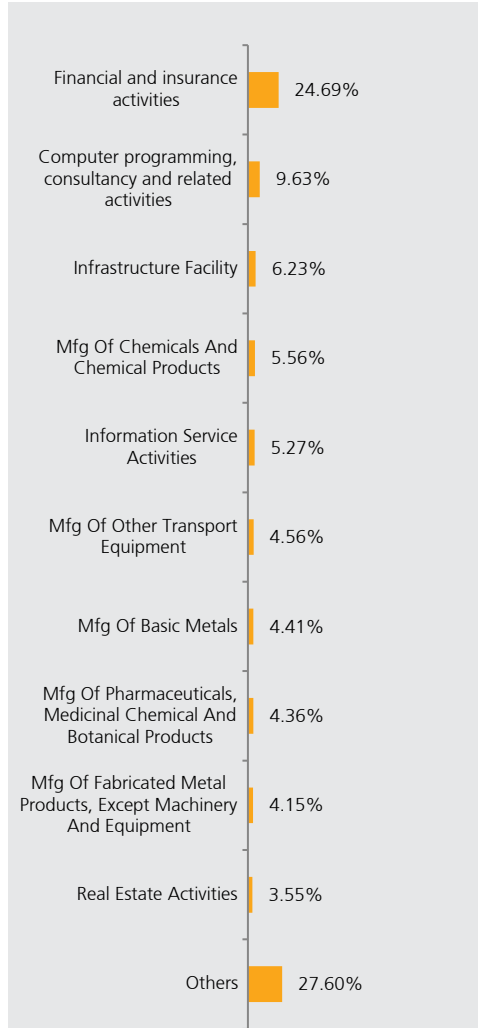 Financial and insurance
activities
24.69%
Computer programming,
consultancy and related
activities
9.63%
Infrastructure Facility
6.23%
Mfg Of Chemicals And
Chemical Products
5.56%
Information Service
Activities
5.27%
Mfg Of Other Transport
Equipment
4.56%
Mfg Of Basic Metals
4.41%
Mfg Of Pharmaceuticals,
Medicinal Chemical And
Botanical Products
4.36%
Mfg Of Fabricated Metal
Products, Except Machinery
And Equipment
4.15%
Real Estate Activities
3.55%
Others
27.60%